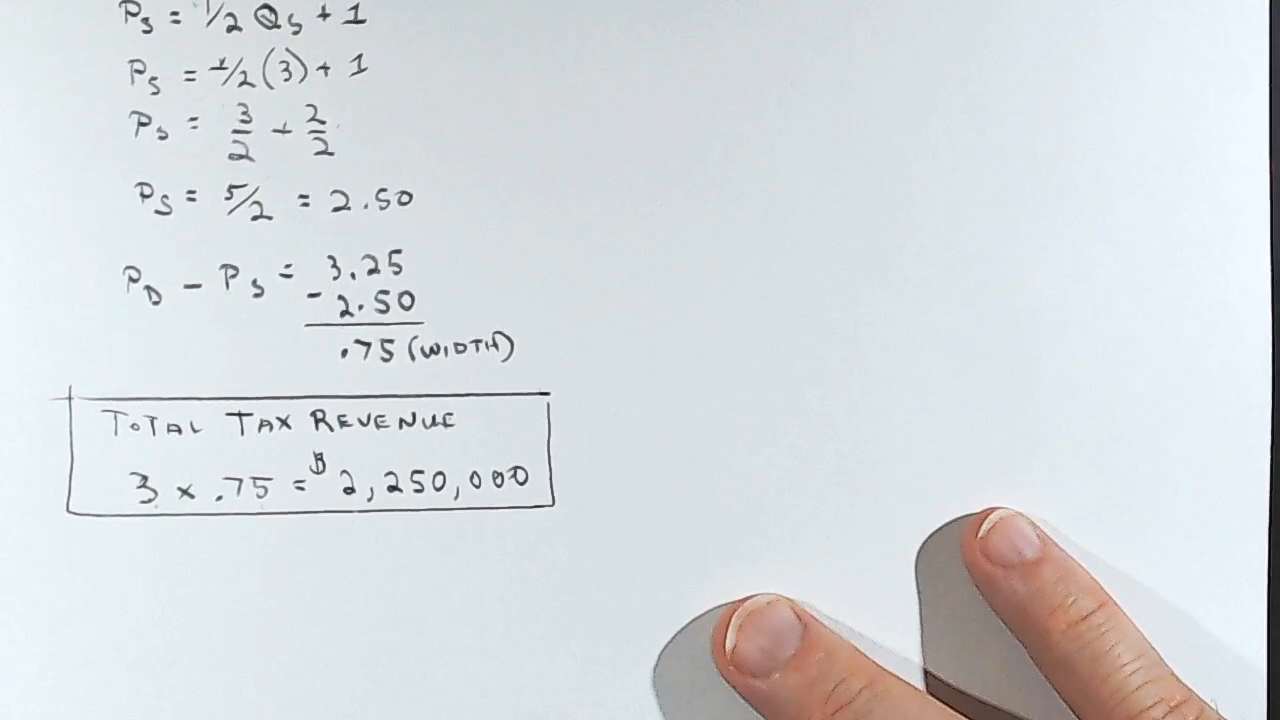 PS = 1/2 QS + 1
PS = 1/2 (3) + 1
PS = 3/2 + 2/2
PS = 5/2 = 2.50
PD - PS = 3.25
- 2.50
.75 (WIDTH)
TOTAL TAX REVENUE
3 x .75 = $ 2,250,000